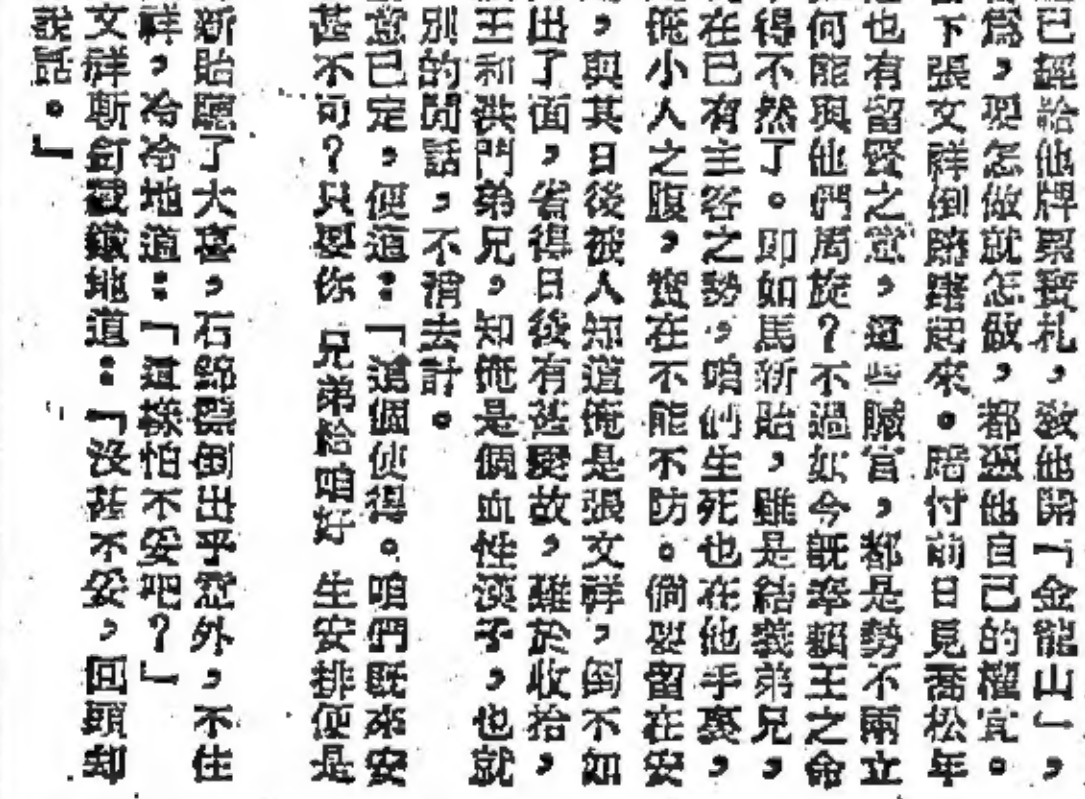 已經給他牌票寶札，教他開「金龍山」，
爲，要怎做就怎做，都憑他自己的權宜。
下張文祥倒躊躇起來。暗忖前日見喬松年
也有留賢之意，這些贓官，都是勢不兩立
何能與他們周旋？不過如今既奉賴王之命
得不然了。即如馬新貽，雖是結義弟兄，
在已有主客之勢，咱們生死也在他手裏，
俺小人之腹，實在不能不防。倘要留在安
，與其日後被人知道俺是張文祥，倒不如
出了面，省得日後有甚變故，難於收拾，
王和洪門弟兄，知俺是個血性漢子，也就
別的閒話，不消去計。
意已定，便道：「這個使得。咱們既來安
甚不可？只要你 兄弟給咱好 生安排便是
新貽聽了大喜，石錦標倒出乎意外，不住
祥，冷冷地道：「這樣怕不妥吧？」
文祥斬釘截鐵地道：「沒甚不妥，回頭却
說話。」